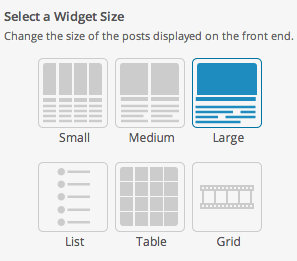 Select a Widget Size
Change the size of the posts displayed on the front end.
Small Medium Large
List Table Grid